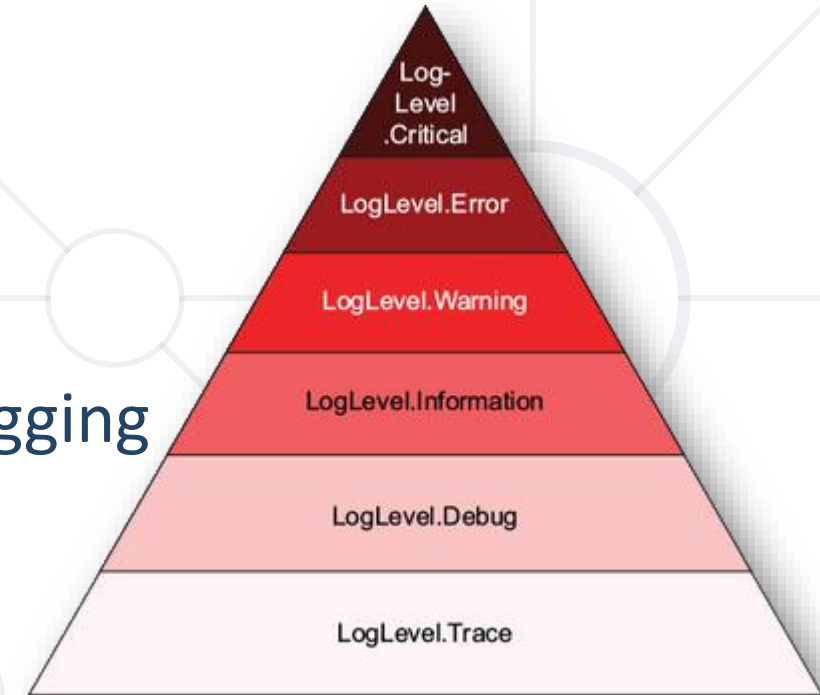 Log-
Level
.Critical
LogLevel.Error
LogLevel.Warning
LogLevel.Information
gging
LogLevel.Debug
LogLevel.Trace